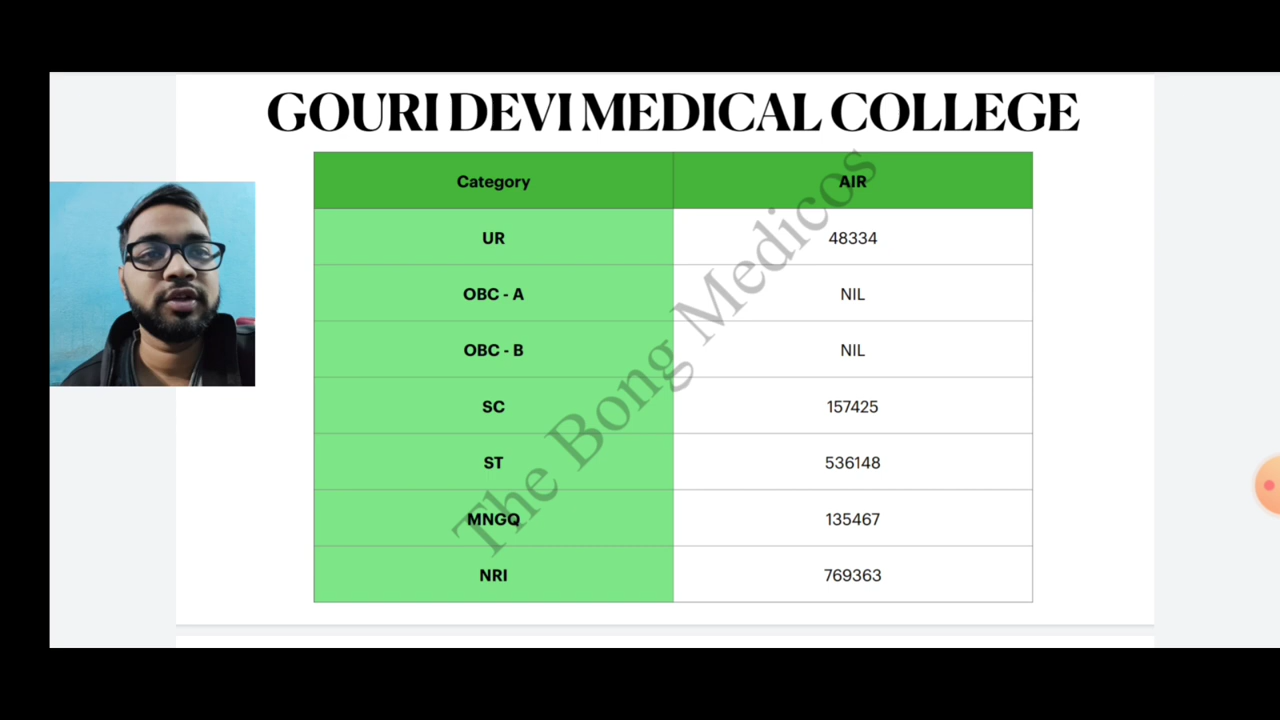 GOURI DEVI MEDICAL COLLEGE
Category AIR
UR 48334
OBC - A NIL
OBC - B NIL
SC 157425
ST 536148
MNGQ 135467
NRI 769363
The Bong Medicos